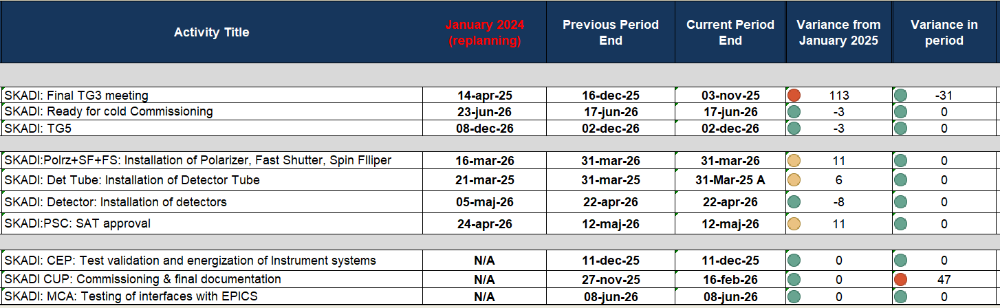 Activity Title January 2024 (replanning) Previous Period End Current Period End Variance from January 2025 Variance in period
SKADI: Final TG3 meeting 14-apr-25 16-dec-25 03-nov-25 113 -31
SKADI: Ready for cold Commissioning 23-jun-26 17-jun-26 17-jun-26 -3 0
SKADI: TG5 08-dec-26 02-dec-26 02-dec-26 -3 0
SKADI:Polrz+SF+FS: Installation of Polarizer, Fast Shutter, Spin FIliper 16-mar-26 31-mar-26 31-mar-26 11 0
SKADI: Det Tube: Installation of Detector Tube 21-mar-25 31-mar-25 31-Mar-25 A 6 0
SKADI: Detector: Installation of detectors 05-maj-26 22-apr-26 22-apr-26 -8 0
SKADI:PSC: SAT approval 24-apr-26 12-maj-26 12-maj-26 11 0
SKADI: CEP: Test validation and energization of Instrument systems N/A 11-dec-25 11-dec-25 0 0
SKADI CUP: Commissioning & final documentation N/A 27-nov-25 16-feb-26 0 47
SKADI: MCA: Testing of interfaces with EPICS N/A 08-jun-26 08-jun-26 0 0